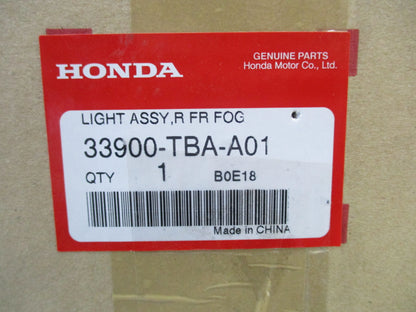 GENUINE PARTS
HONDA
Honda Motor Co., Ltd.
LIGHT ASSY,R FR FOG
33900-TBA-A01
QTY 1 B0E18
Made in CHINA